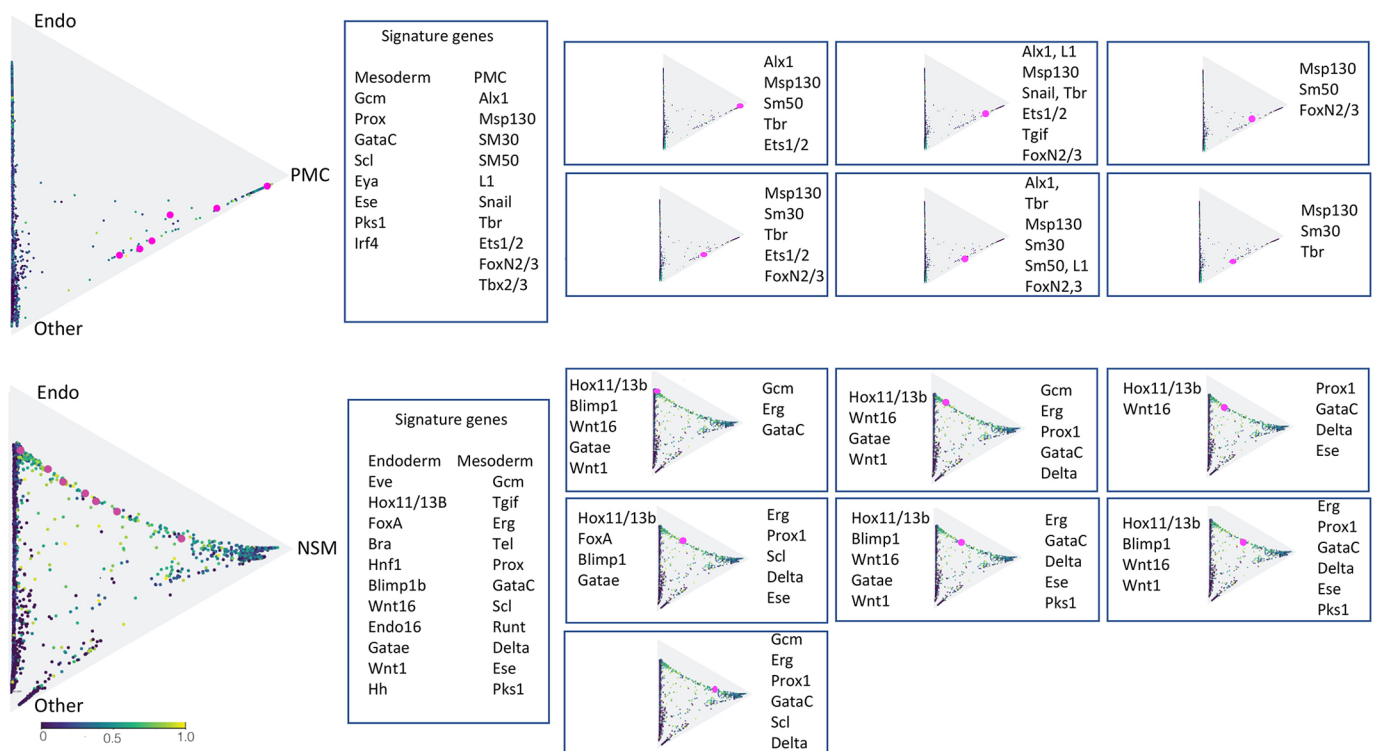 Endo
PMC
Other
Signature genes
Mesoderm PMC
Gcm Alx1
Prox Msp130
GataC SM30
Scl SM50
Eya L1
Ese Snail
Pks1 Tbr
Irf4 Ets1/2
FoxN2/3
Tbx2/3
Alx1
Msp130
Sm50
Tbr
Ets1/2
Alx1, L1
Msp130
Snail, Tbr
Ets1/2
Tgif
FoxN2/3
Msp130
Sm50
FoxN2/3
Msp130
Sm30
Tbr
Ets1/2
FoxN2/3
Alx1,
Tbr
Msp130
Sm30
Sm50, L1
FoxN2,3
Msp130
Sm30
Tbr
Endo
NSM
Other
0 0.5 1.0
Signature genes
Endoderm Mesoderm
Eve Gcm
Hox11/13B Tgif
FoxA Erg
Bra Tel
Hnf1 Prox
Blimp1b GataC
Wnt16 Scl
Endo16 Runt
Gatae Delta
Wnt1 Ese
Hh Pks1
Hox11/13b
Blimp1
Wnt16
Gatae
Wnt1
Gcm
Erg
GataC
Hox11/13b
Wnt16
Gatae
Wnt1
Gcm
Erg
Prox1
GataC
Delta
Hox11/13b
Wnt16
Prox1
GataC
Delta
Ese
Hox11/13b
FoxA
Blimp1
Gatae
Erg
Prox1
Scl
Delta
Ese
Hox11/13b
Blimp1
Wnt16
Gatae
Wnt1
Erg
GataC
Delta
Ese
Pks1
Hox11/13b
Blimp1
Wnt16
Wnt1
Erg
Prox1
GataC
Delta
Ese
Pks1
Gcm
Erg
Prox1
GataC
Scl
Delta